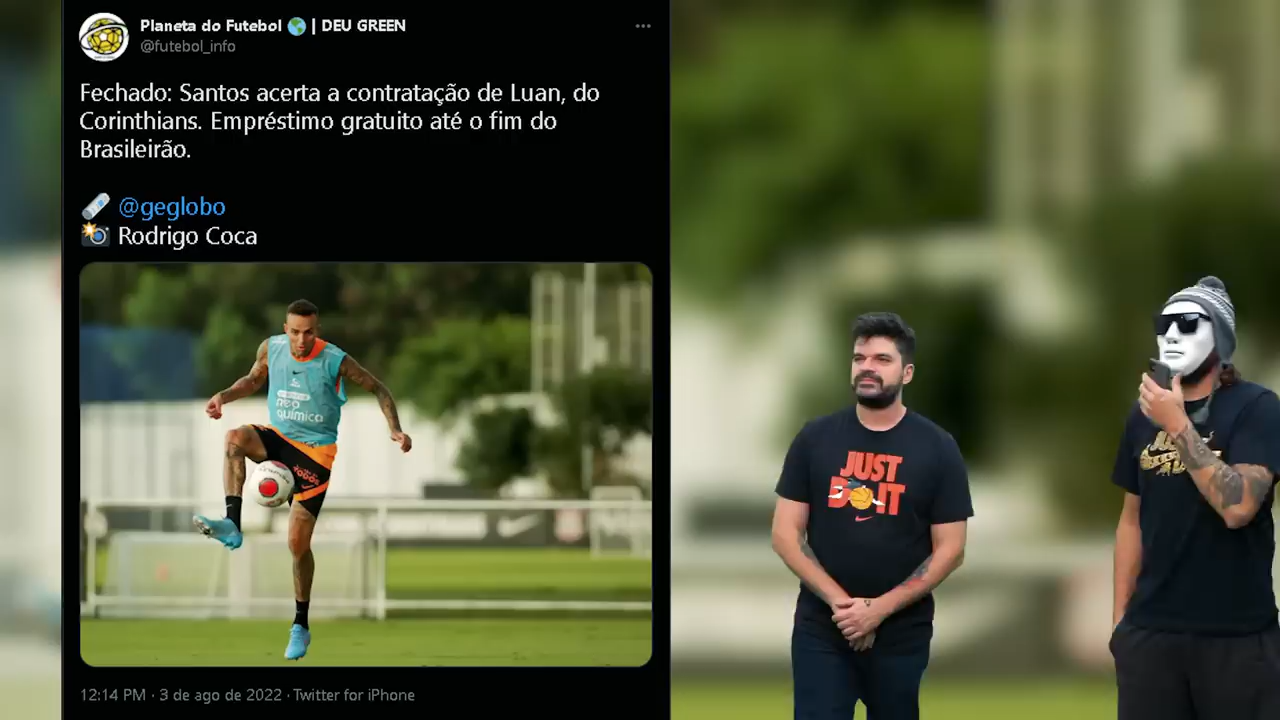 Planeta do Futebol 🌎 | DEU GREEN
@futebol_info
Fechado: Santos acerta a contratação de Luan, do
Corinthians. Empréstimo gratuito até o fim do
Brasileirão.
@geglobo
Rodrigo Coca
neo
química
JUST
DO IT
12:14 PM · 3 de ago de 2022 · Twitter for iPhone